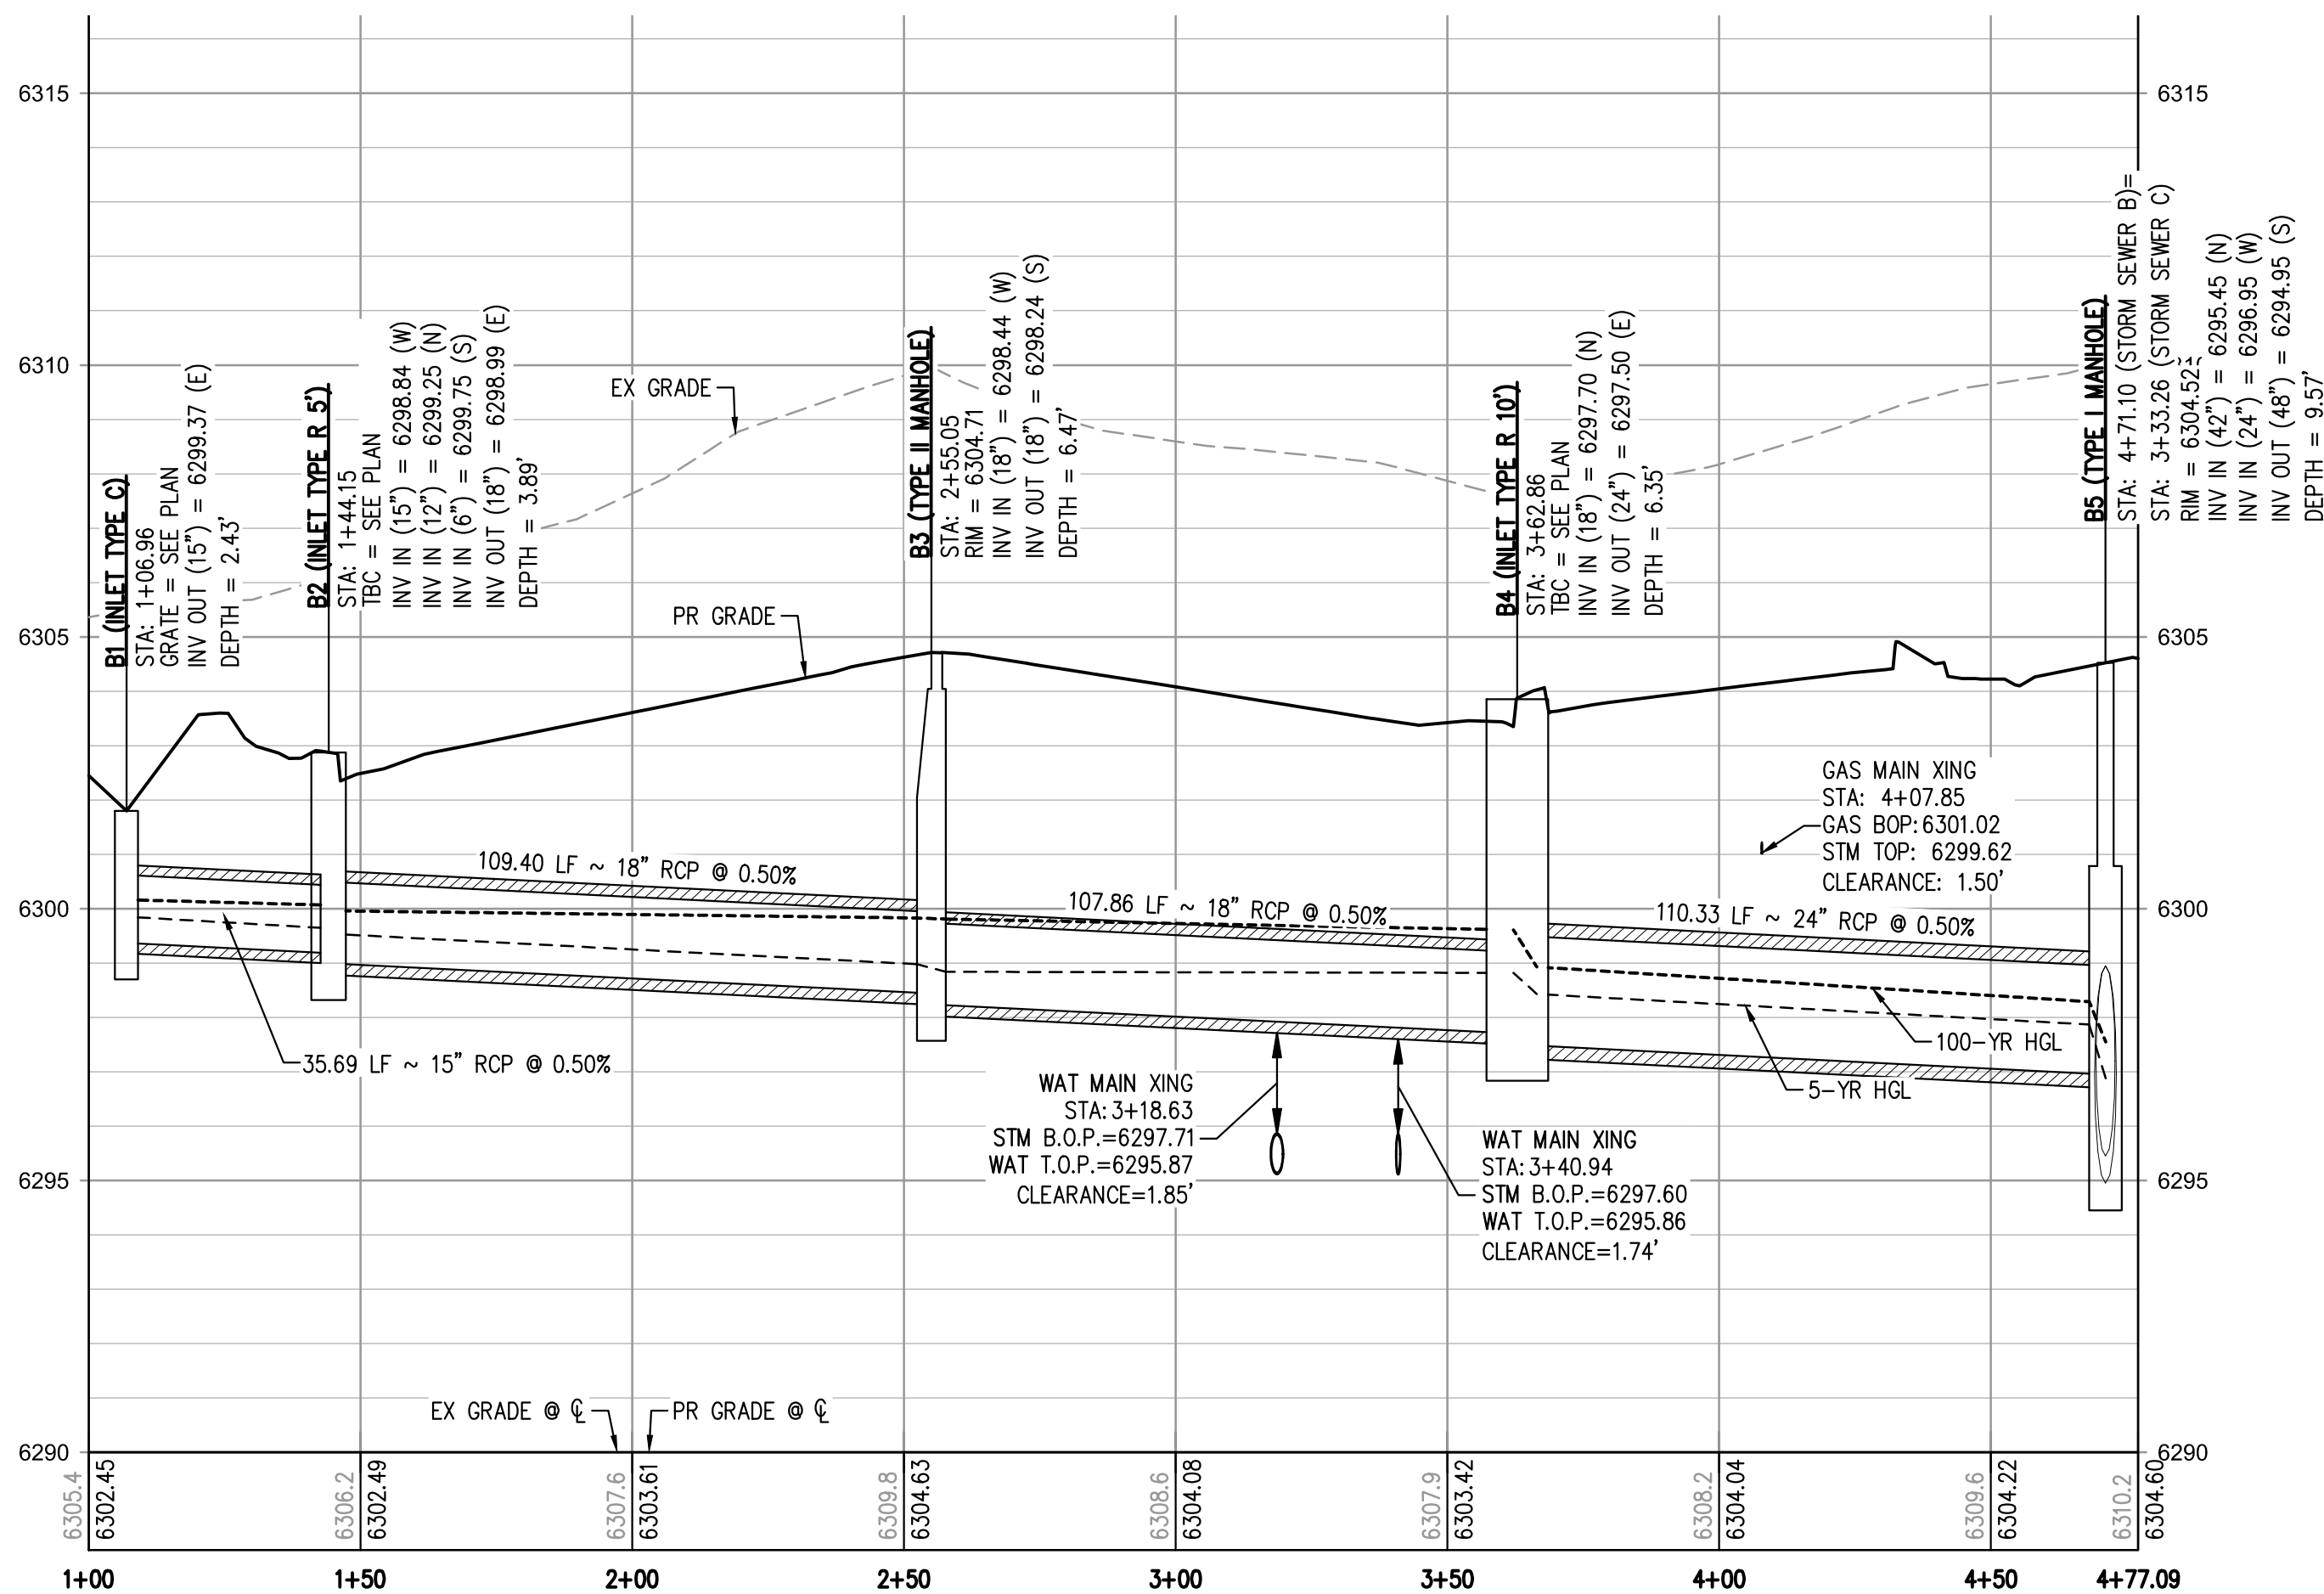 6315
6315
6310
6305
6305
6300
6300
6295
6295
6290
6290
B1 (INLET TYPE C)
STA: 1+06.96
GRATE = SEE PLAN
INV OUT (15") = 6299.37 (E)
DEPTH = 2.43'
B2 (INLET TYPE R 5')
STA: 1+44.15
TBC = SEE PLAN
INV IN (15") = 6298.84 (W)
INV IN (12") = 6299.25 (N)
INV IN (6") = 6299.75 (S)
INV OUT (18") = 6298.99 (E)
DEPTH = 3.89'
EX GRADE
PR GRADE
B3 (TYPE II MANHOLE)
STA: 2+55.05
RIM = 6304.71
INV IN (18") = 6298.44 (W)
INV OUT (18") = 6298.24 (S)
DEPTH = 6.47'
B4 (INLET TYPE R 10')
STA: 3+62.86
TBC = SEE PLAN
INV IN (18") = 6297.70 (N)
INV OUT (24") = 6297.50 (E)
DEPTH = 6.35'
B5 (TYPE I MANHOLE)
STA: 4+71.10 (STORM SEWER B)=
STA: 3+33.26 (STORM SEWER C)
RIM = 6304.52±
INV IN (42") = 6295.45 (N)
INV IN (24") = 6296.95 (W)
INV OUT (48") = 6294.95 (S)
DEPTH = 9.57'
GAS MAIN XING
STA: 4+07.85
GAS BOP: 6301.02
STM TOP: 6299.62
CLEARANCE: 1.50'
109.40 LF ~ 18" RCP @ 0.50%
107.86 LF ~ 18" RCP @ 0.50%
110.33 LF ~ 24" RCP @ 0.50%
35.69 LF ~ 15" RCP @ 0.50%
100-YR HGL
5-YR HGL
WAT MAIN XING
STA: 3+18.63
STM B.O.P.=6297.71
WAT T.O.P.=6295.87
CLEARANCE=1.85'
WAT MAIN XING
STA: 3+40.94
STM B.O.P.=6297.60
WAT T.O.P.=6295.86
CLEARANCE=1.74'
EX GRADE @ ℄
PR GRADE @ ℄
6305.4
6302.45
6306.2
6302.49
6307.6
6303.61
6309.8
6304.63
6308.6
6304.08
6307.9
6303.42
6308.2
6304.04
6309.6
6304.22
6310.2
6304.60
1+00
1+50
2+00
2+50
3+00
3+50
4+00
4+50
4+77.09